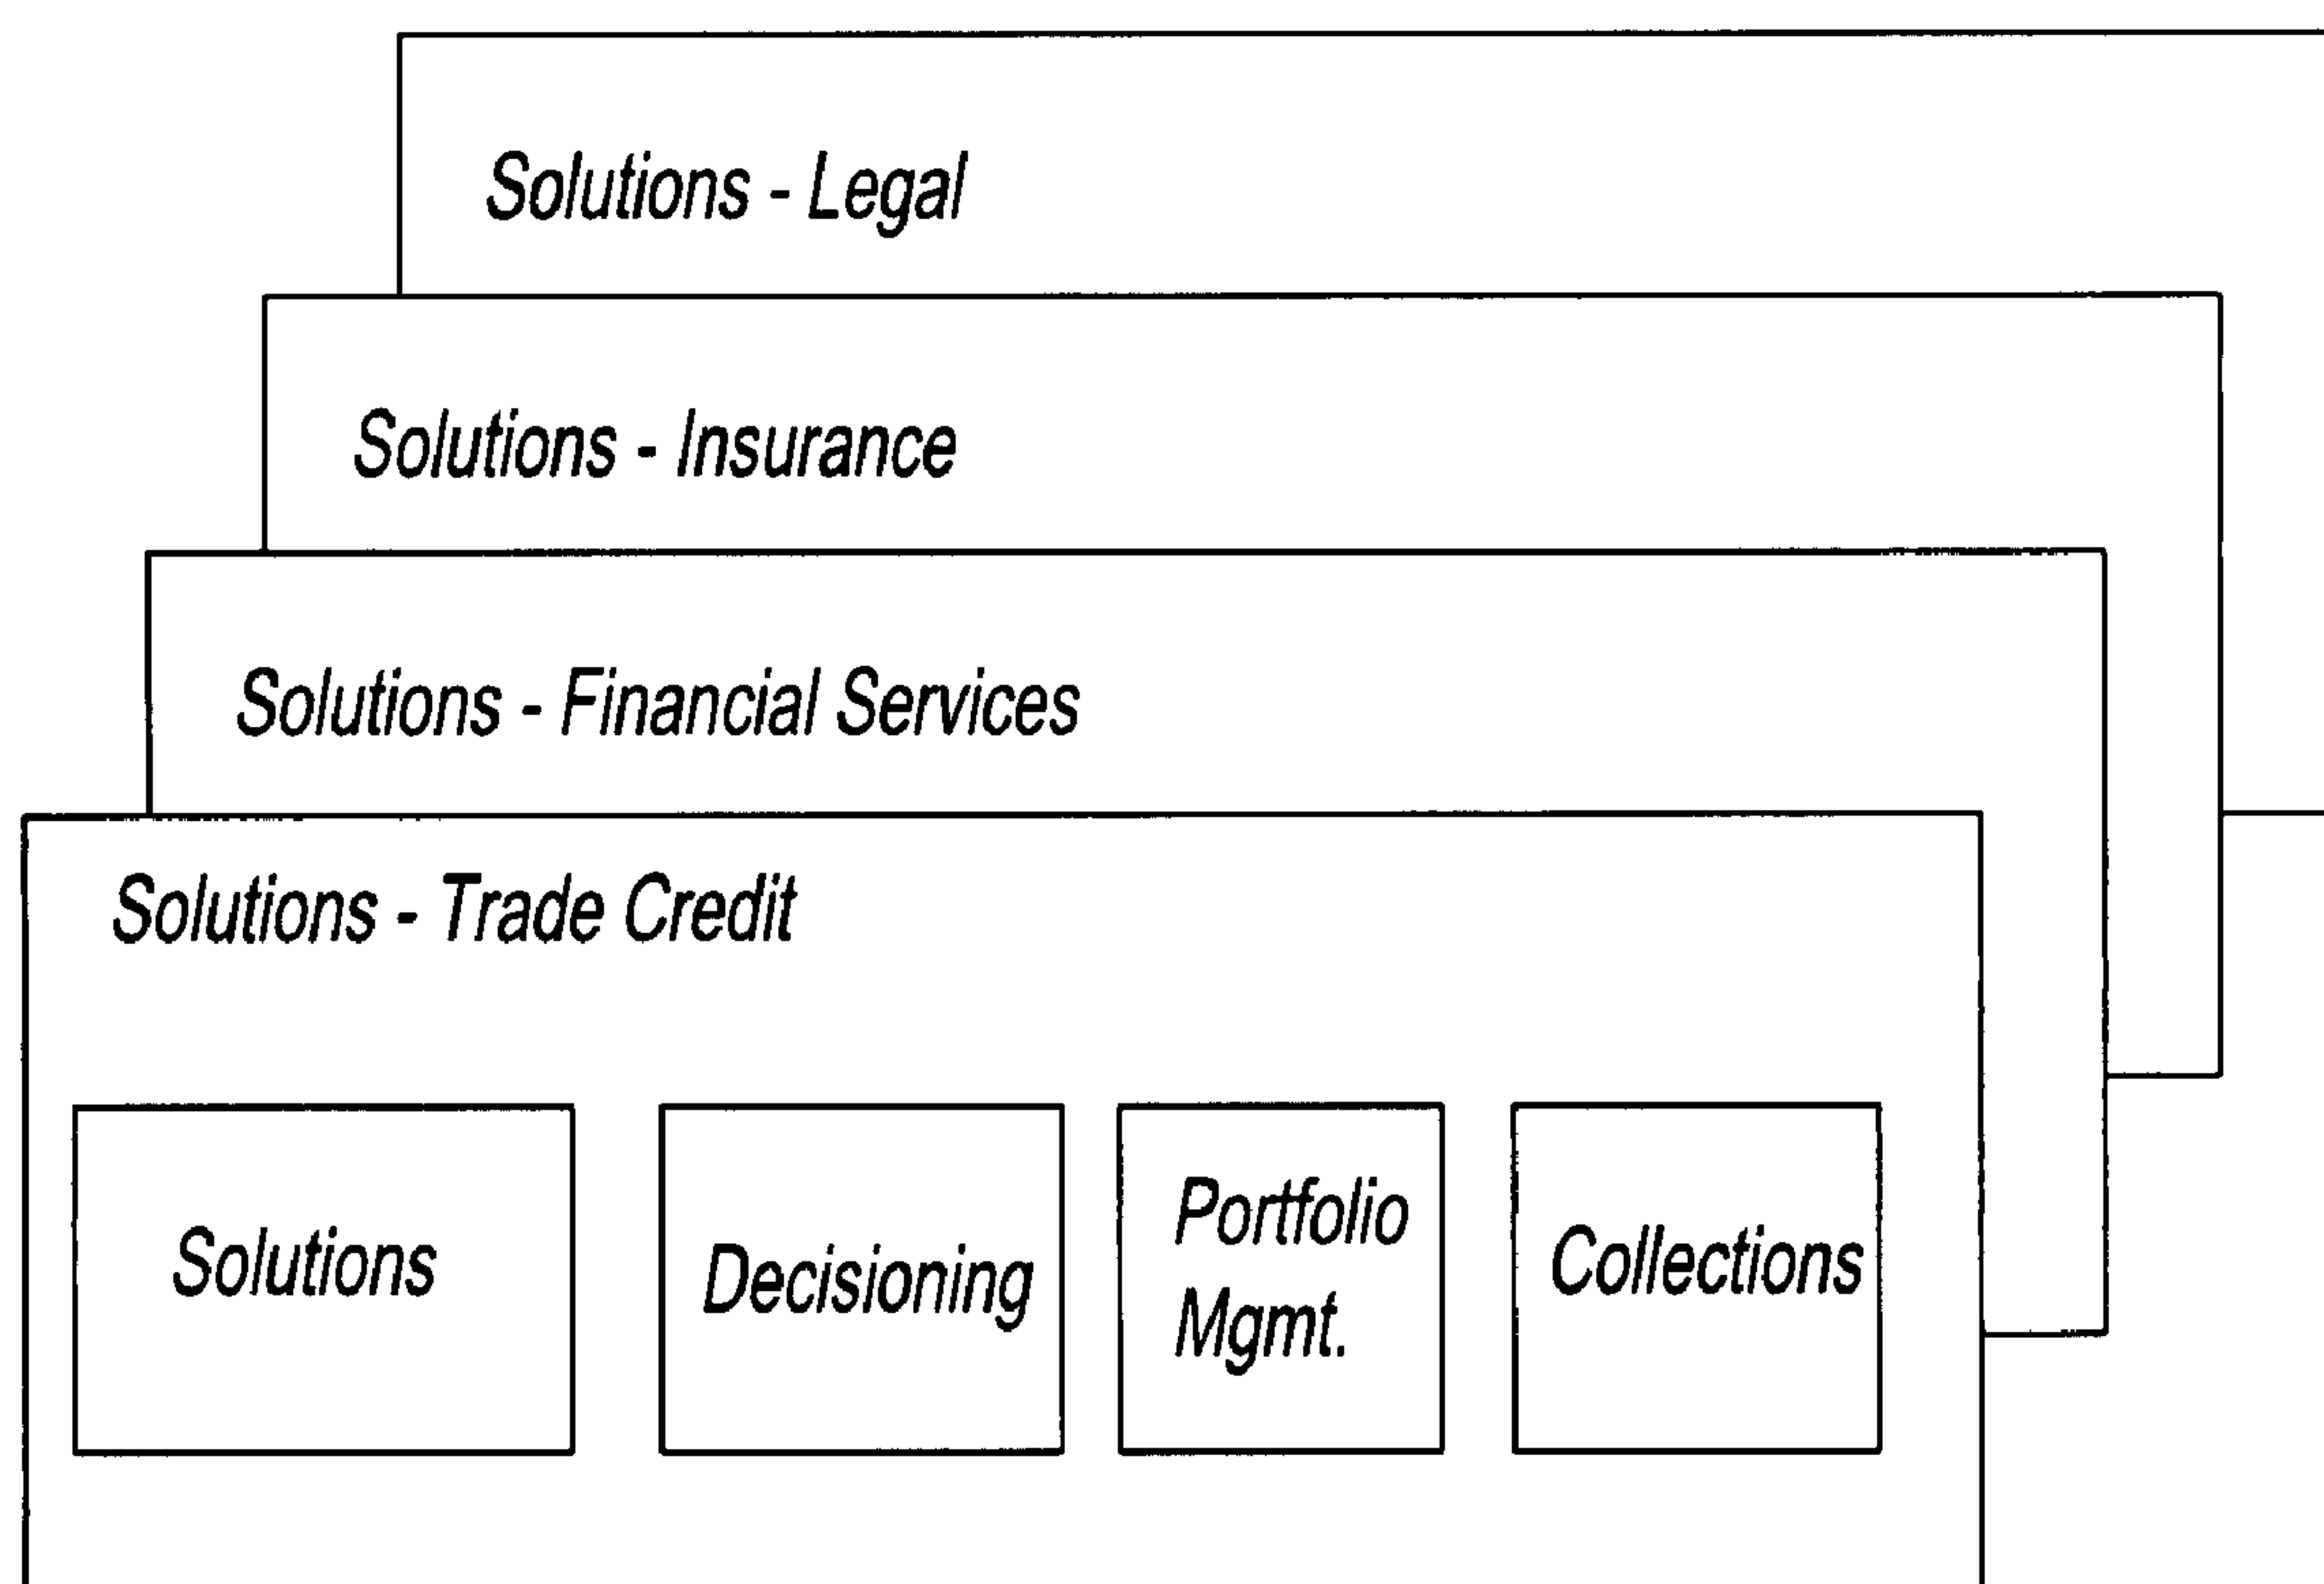 Solutions - Legal
Solutions - Insurance
Solutions - Financial Services
Solutions - Trade Credit
Solutions
Decisioning
Portfolio
Mgmt.
Collections